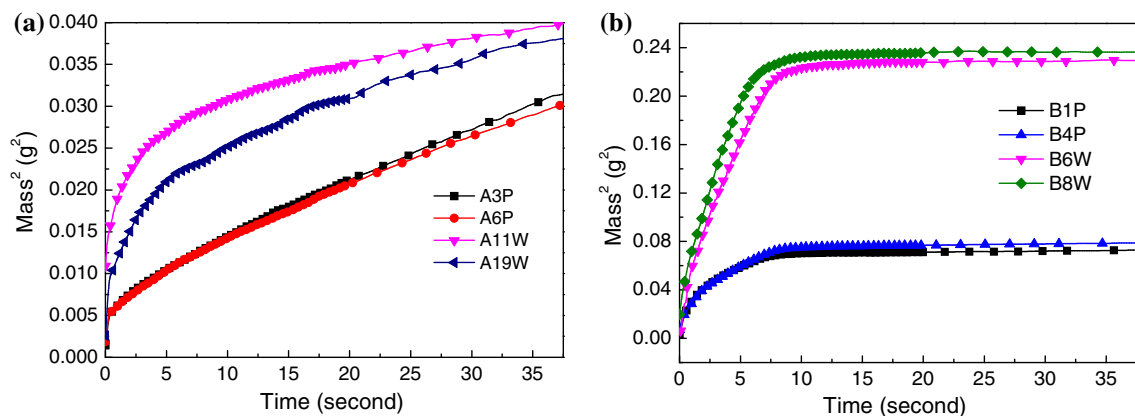 (a)
0.040
0.035
0.030
0.025
0.020
0.015
0.010
0.005
0.000
Mass² (g²)
0 5 10 15 20 25 30 35
Time (second)
A3P
A6P
A11W
A19W
(b)
0.24
0.20
0.16
0.12
0.08
0.04
0.00
Mass² (g²)
0 5 10 15 20 25 30 35
Time (second)
B1P
B4P
B6W
B8W